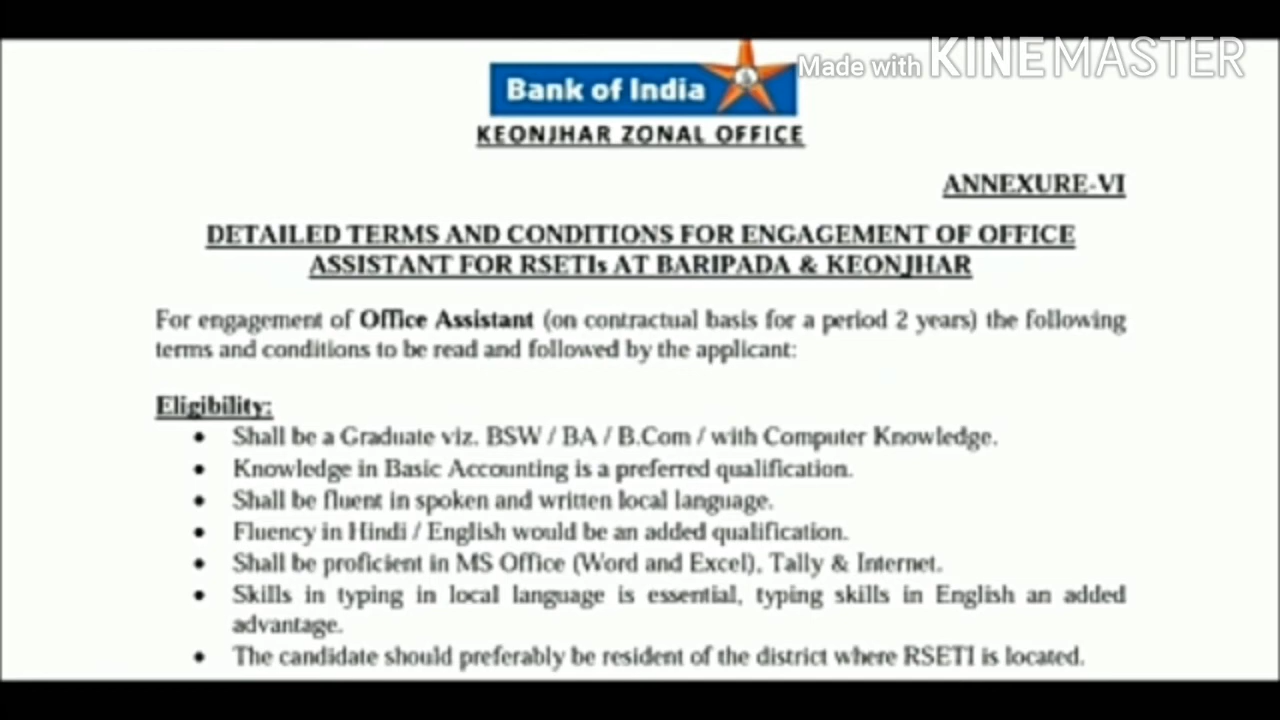 Made with KINEMASTER
Bank of India
KEONJHAR ZONAL OFFICE
ANNEXURE-VI
DETAILED TERMS AND CONDITIONS FOR ENGAGEMENT OF OFFICE
ASSISTANT FOR RSETIs AT BARIPADA & KEONJHAR
For engagement of Office Assistant (on contractual basis for a period 2 years) the following
terms and conditions to be read and followed by the applicant:
Eligibility:
• Shall be a Graduate viz. BSW / BA / B.Com / with Computer Knowledge.
• Knowledge in Basic Accounting is a preferred qualification.
• Shall be fluent in spoken and written local language.
• Fluency in Hindi / English would be an added qualification.
• Shall be proficient in MS Office (Word and Excel), Tally & Internet.
• Skills in typing in local language is essential, typing skills in English an added
advantage.
• The candidate should preferably be resident of the district where RSETI is located.